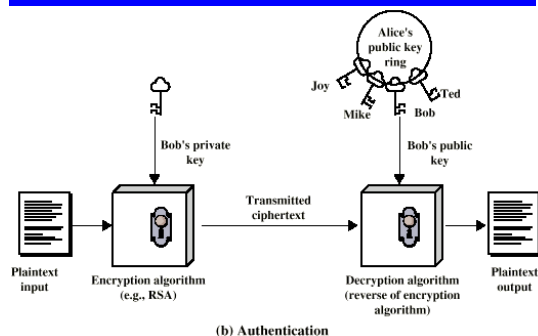 Alice's
public key
ring
Joy
Mike
Bob
Ted
Bob's private
key
Bob's public
key
Transmitted
ciphertext
Plaintext
input
Encryption algorithm
(e.g., RSA)
Decryption algorithm
(reverse of encryption
algorithm)
Plaintext
output
(b) Authentication